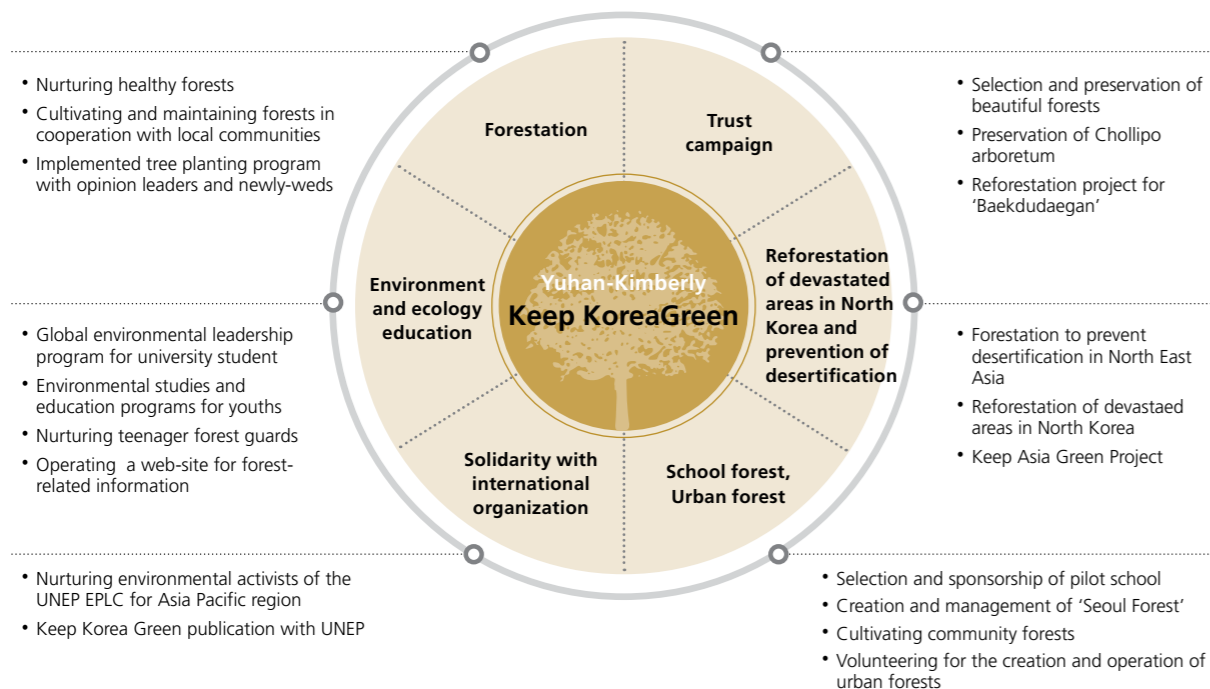 • Nurturing healthy forests
• Cultivating and maintaining forests in
cooperation with local communities
• Implemented tree planting program
with opinion leaders and newly-weds
Forestation
Trust
campaign
• Selection and preservation of
beautiful forests
• Preservation of Chollipo
arboretum
• Reforestation project for
‘Baekdudaegan’
• Global environmental leadership
program for university student
• Environmental studies and
education programs for youths
• Nurturing teenager forest guards
• Operating a web-site for forest-
related information
Environment
and ecology
education
Yuhan-Kimberly
Keep KoreaGreen
Reforestation
of devastated
areas in North
Korea and
prevention of
desertification
• Forestation to prevent
desertification in North East
Asia
• Reforestation of devastaed
areas in North Korea
• Keep Asia Green Project
Solidarity with
international
organization
School forest,
Urban forest
• Nurturing environmental activists of the
UNEP EPLC for Asia Pacific region
• Keep Korea Green publication with UNEP
• Selection and sponsorship of pilot school
• Creation and management of ‘Seoul Forest’
• Cultivating community forests
• Volunteering for the creation and operation of
urban forests